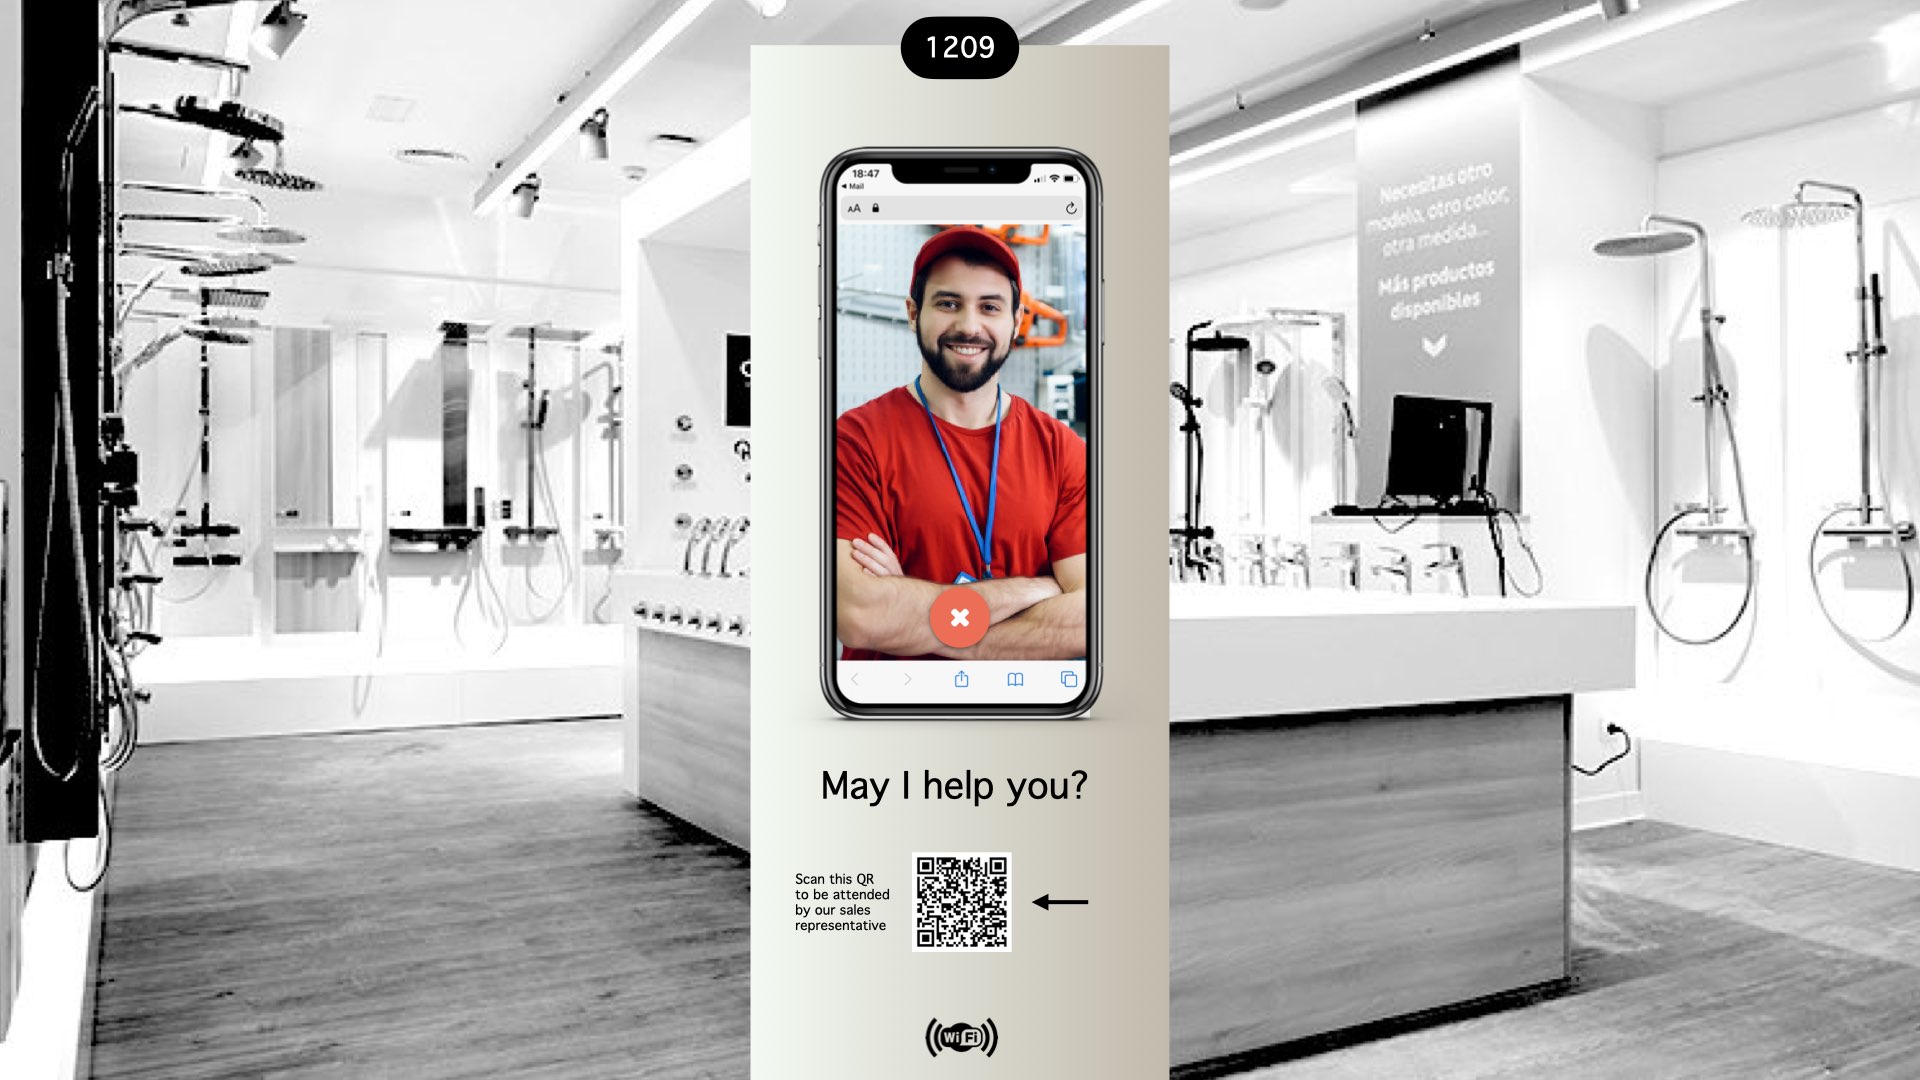 1209
18:47
Mail
AA
Necesitas otro
modelo, otro color,
otra medida...
Más productos
disponibles
May I help you?
Scan this QR
to be attended
by our sales
representative
WiFi